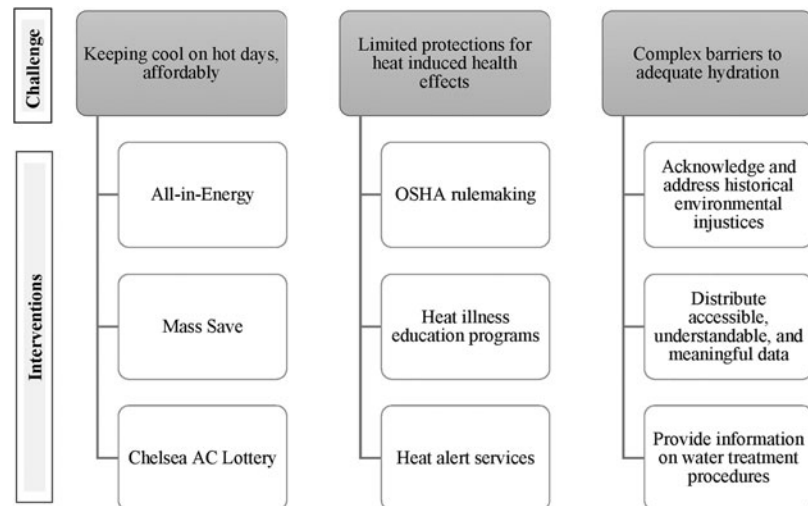 Challenge
Keeping cool on hot days,
affordably
Limited protections for
heat induced health
effects
Complex barriers to
adequate hydration
Interventions
All-in-Energy
Mass Save
Chelsea AC Lottery
OSHA rulemaking
Heat illness
education programs
Heat alert services
Acknowledge and
address historical
environmental
injustices
Distribute
accessible,
understandable, and
meaningful data
Provide information
on water treatment
procedures